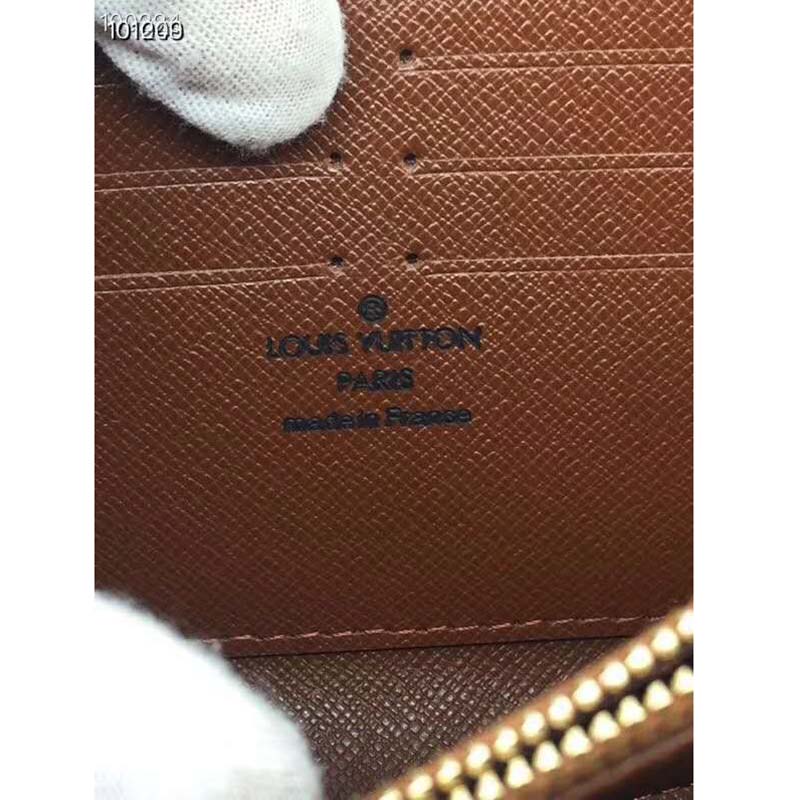 101209
®
LOUIS VUITTON
PARIS
made in France